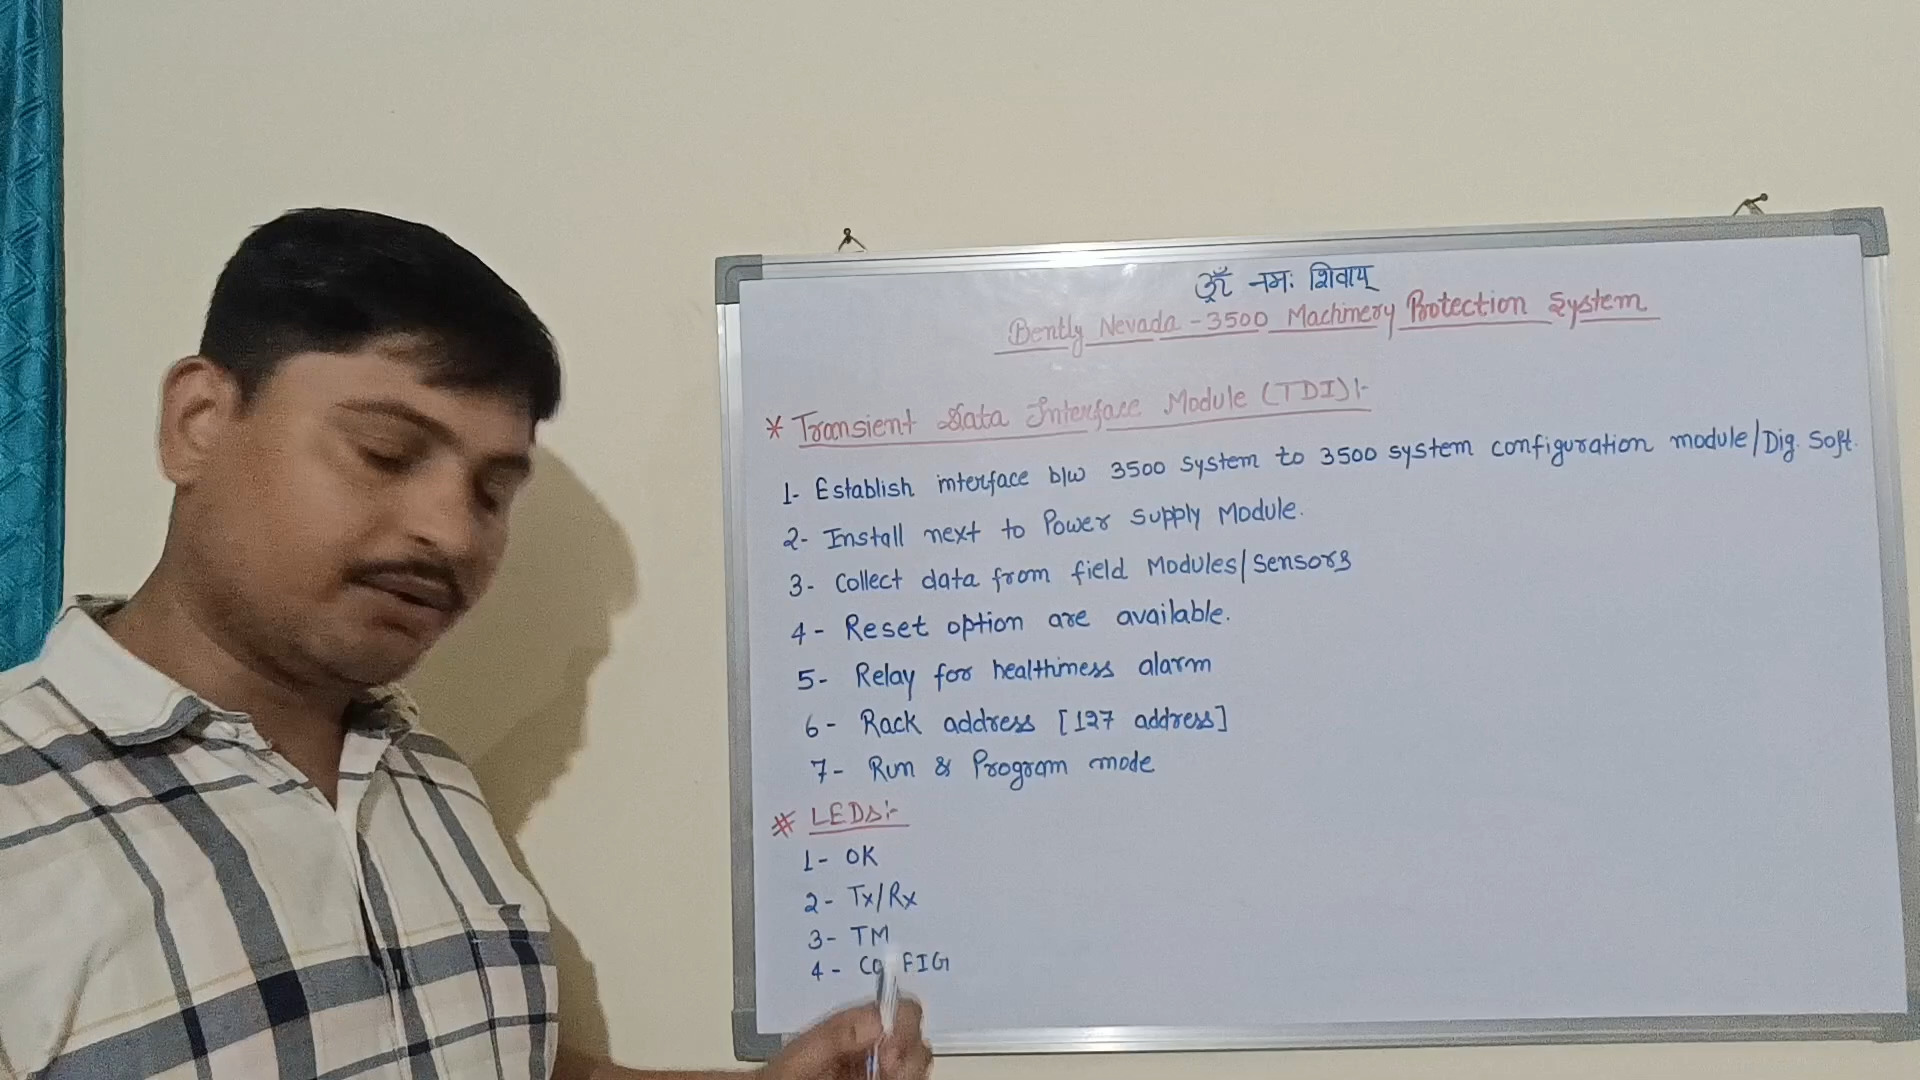 ॐ नमः शिवाय्
Bently Nevada - 3500 Machinery Protection System
* Transient Data Interface Module (TDI):-
1- Establish interface b/w 3500 System to 3500 system configuration module/Dig. Soft.
2- Install next to Power Supply Module.
3- Collect data from field Modules/Sensors
4- Reset option are available.
5- Relay for healthiness alarm
6- Rack address [127 address]
7- Run & Program mode
# LEDs:-
1- OK
2- Tx/Rx
3- TM
4- CO FIG